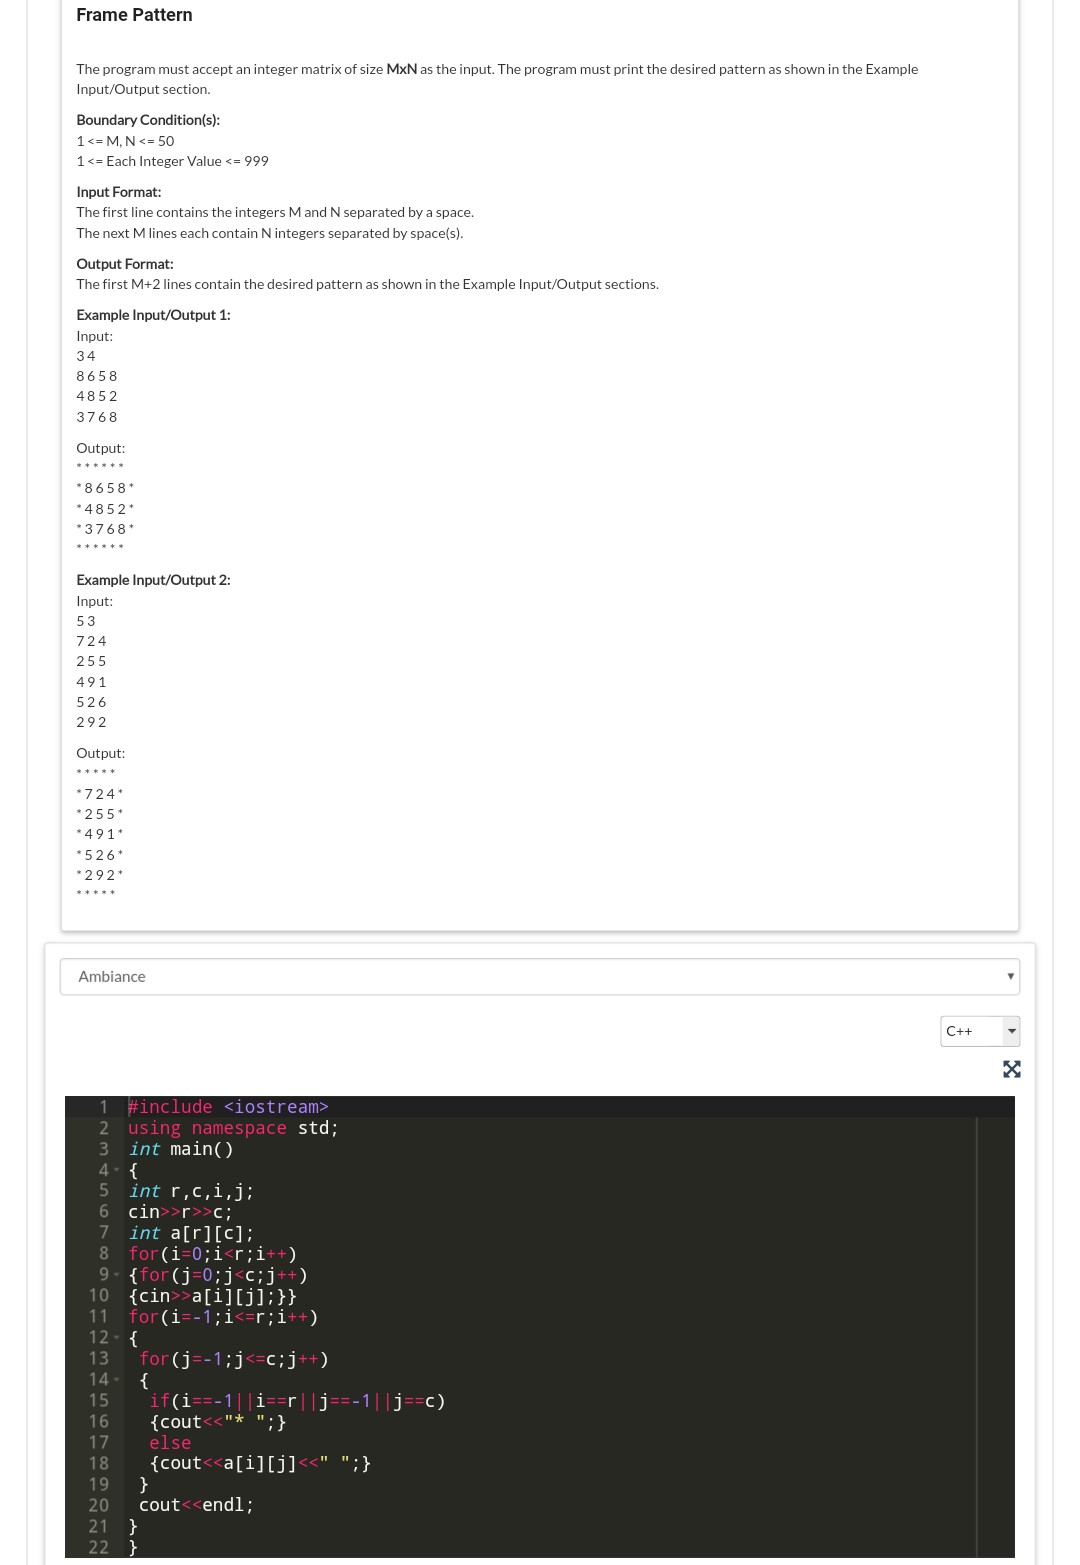 Frame Pattern
The program must accept an integer matrix of size MxN as the input. The program must print the desired pattern as shown in the Example
Input/Output section.
Boundary Condition(s):
1 <= M, N <= 50
1 <= Each Integer Value <= 999
Input Format:
The first line contains the integers M and N separated by a space.
The next M lines each contain N integers separated by space(s).
Output Format:
The first M+2 lines contain the desired pattern as shown in the Example Input/Output sections.
Example Input/Output 1:
Input:
3 4
8 6 5 8
4 8 5 2
3 7 6 8
Output:
* * * * * *
* 8 6 5 8 *
* 4 8 5 2 *
* 3 7 6 8 *
* * * * * *
Example Input/Output 2:
Input:
5 3
7 2 4
2 5 5
4 9 1
5 2 6
2 9 2
Output:
* * * * *
* 7 2 4 *
* 2 5 5 *
* 4 9 1 *
* 5 2 6 *
* 2 9 2 *
* * * * *
Ambiance
C++
1 #include <iostream>
2 using namespace std;
3 int main()
4 {
5 int r,c,i,j;
6 cin>>r>>c;
7 int a[r][c];
8 for(i=0;i<r;i++)
9 {for(j=0;j<c;j++)
10 {cin>>a[i][j];}}
11 for(i=-1;i<=r;i++)
12 {
13  for(j=-1;j<=c;j++)
14  {
15   if(i==-1||i==r||j==-1||j==c)
16   {cout<<"* ";}
17   else
18   {cout<<a[i][j]<<" ";}
19  }
20  cout<<endl;
21 }
22 }